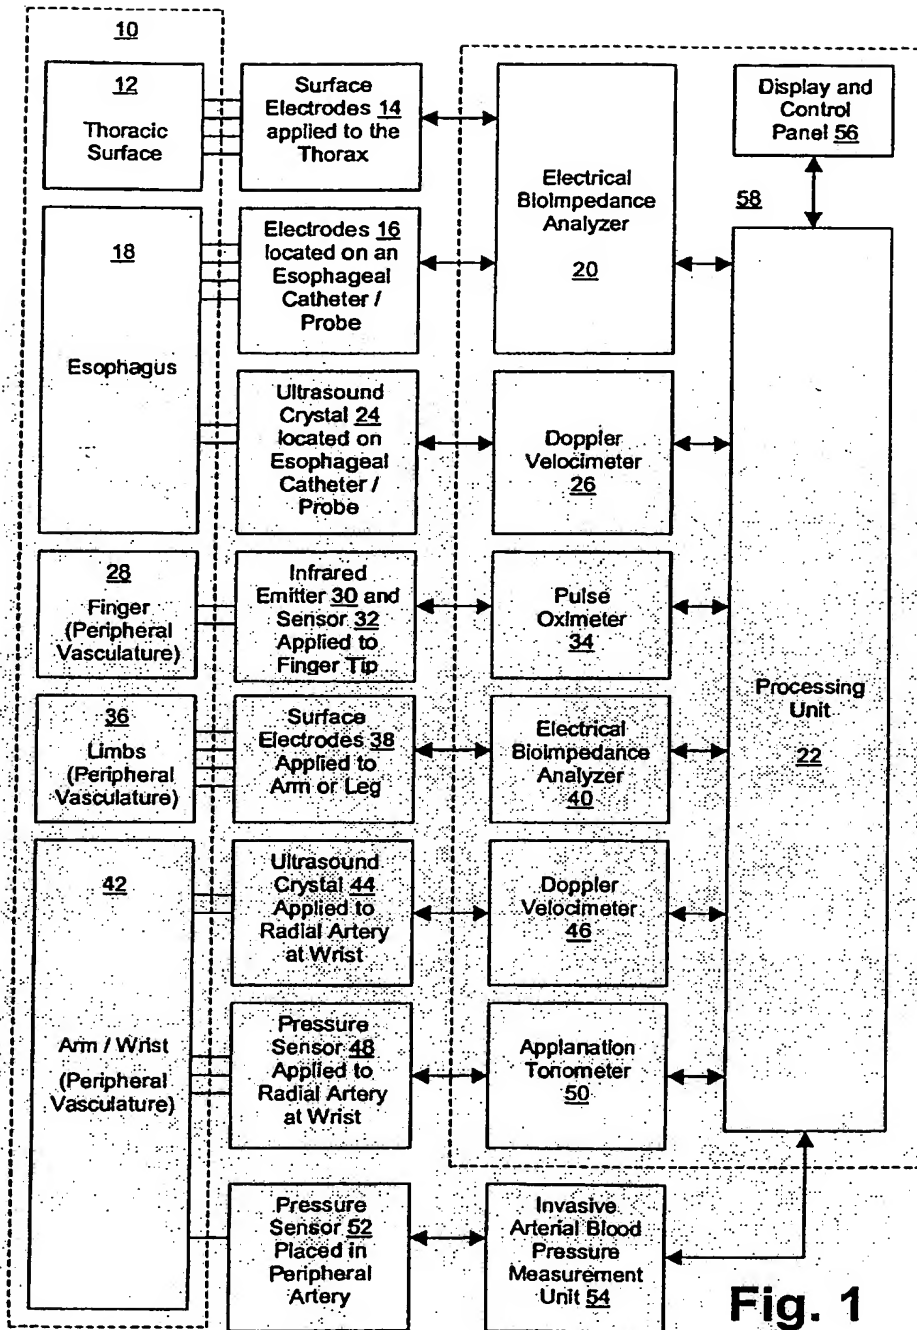 10
12
Thoracic
Surface
Surface
Electrodes 14
applied to the
Thorax
Electrical
BioImpedance
Analyzer
20
Display and
Control
Panel 56
58
18
Esophagus
Electrodes 16
located on an
Esophageal
Catheter /
Probe
Ultrasound
Crystal 24
located on
Esophageal
Catheter /
Probe
Doppler
Velocimeter
26
28
Finger
(Peripheral
Vasculature)
Infrared
Emitter 30 and
Sensor 32
Applied to
Finger Tip
Pulse
Oximeter
34
Processing
Unit
22
36
Limbs
(Peripheral
Vasculature)
Surface
Electrodes 38
Applied to
Arm or Leg
Electrical
BioImpedance
Analyzer
40
42
Arm / Wrist
(Peripheral
Vasculature)
Ultrasound
Crystal 44
Applied to
Radial Artery
at Wrist
Doppler
Velocimeter
46
Pressure
Sensor 48
Applied to
Radial Artery
at Wrist
Applanation
Tonometer
50
Pressure
Sensor 52
Placed in
Peripheral
Artery
Invasive
Arterial Blood
Pressure
Measurement
Unit 54
Fig. 1